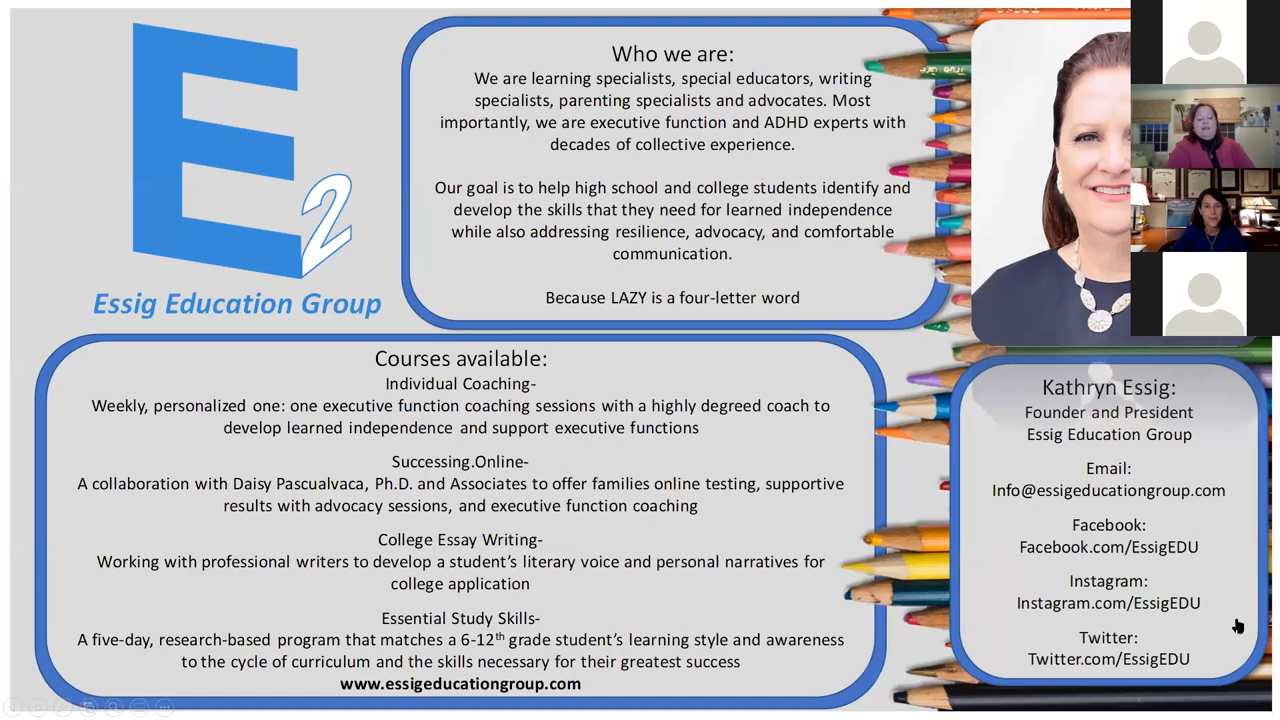 E2
Essig Education Group
Who we are:
We are learning specialists, special educators, writing
specialists, parenting specialists and advocates. Most
importantly, we are executive function and ADHD experts with
decades of collective experience.
Our goal is to help high school and college students identify and
develop the skills that they need for learned independence
while also addressing resilience, advocacy, and comfortable
communication.
Because LAZY is a four-letter word
Courses available:
Individual Coaching-
Weekly, personalized one: one executive function coaching sessions with a highly degreed coach to
develop learned independence and support executive functions
Successing.Online-
A collaboration with Daisy Pascualvaca, Ph.D. and Associates to offer families online testing, supportive
results with advocacy sessions, and executive function coaching
College Essay Writing-
Working with professional writers to develop a student’s literary voice and personal narratives for
college application
Essential Study Skills-
A five-day, research-based program that matches a 6-12th grade student’s learning style and awareness
to the cycle of curriculum and the skills necessary for their greatest success
www.essigeducationgroup.com
Kathryn Essig:
Founder and President
Essig Education Group
Email:
Info@essigeducationgroup.com
Facebook:
Facebook.com/EssigEDU
Instagram:
Instagram.com/EssigEDU
Twitter:
Twitter.com/EssigEDU